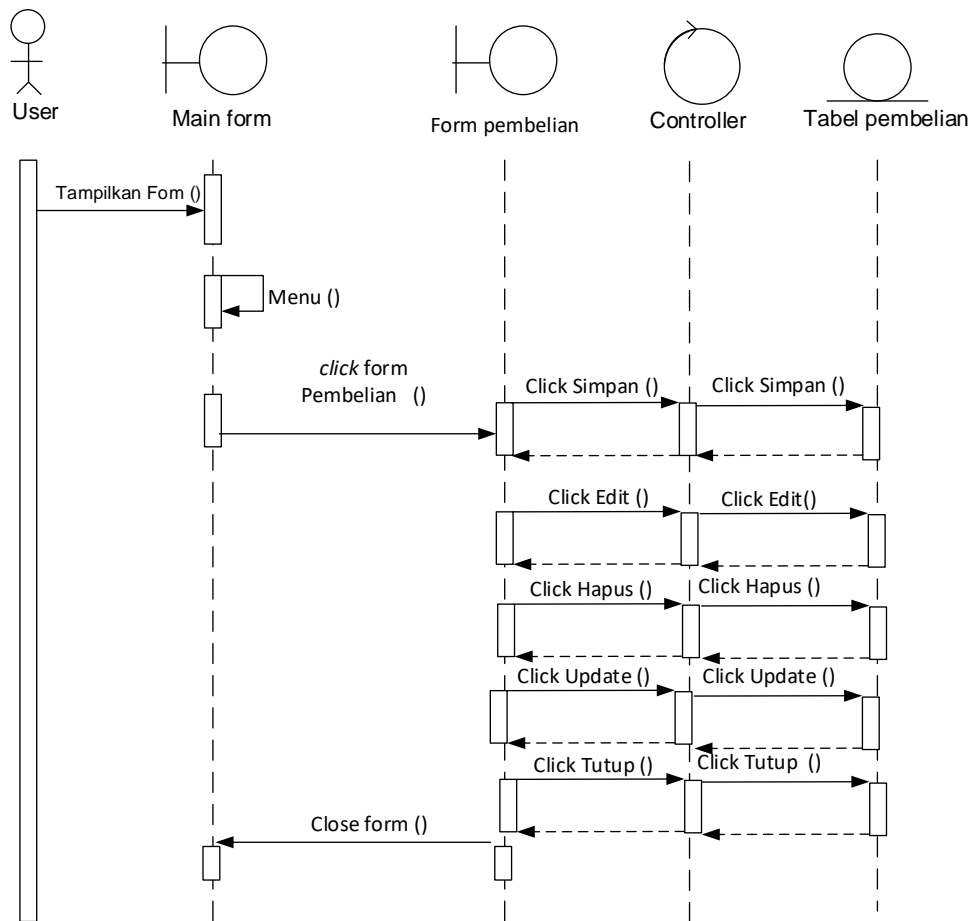 User
Main form
Form pembelian
Controller
Tabel pembelian
Tampilkan Fom ()
Menu ()
click form
Pembelian ()
Click Simpan ()
Click Simpan ()
Click Edit ()
Click Edit()
Click Hapus ()
Click Hapus ()
Click Update ()
Click Update ()
Click Tutup ()
Click Tutup ()
Close form ()